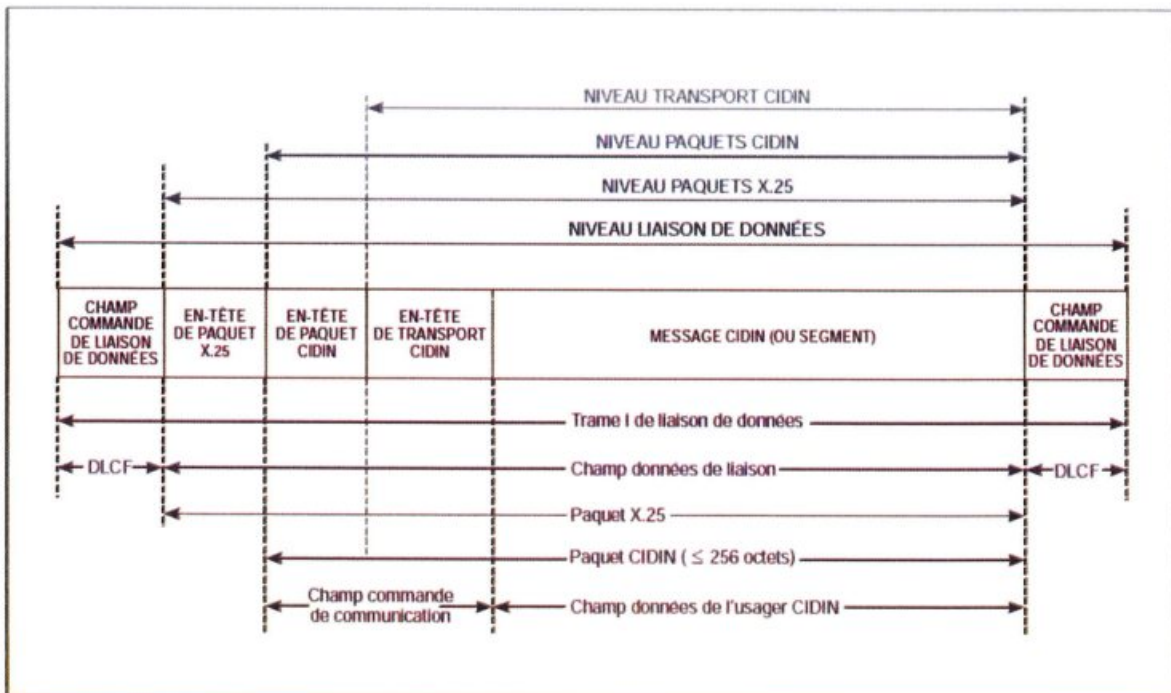 NIVEAU TRANSPORT CIDIN
NIVEAU PAQUETS CIDIN
NIVEAU PAQUETS X.25
NIVEAU LIAISON DE DONNÉES
CHAMP
COMMANDE
DE LIAISON
DE DONNÉES
EN-TÊTE
DE PAQUET
X.25
EN-TÊTE
DE PAQUET
CIDIN
EN-TÊTE
DE TRANSPORT
CIDIN
MESSAGE CIDIN (OU SEGMENT)
CHAMP
COMMANDE
DE LIAISON
DE DONNÉES
Trame I de liaison de données
DLCF
Champ données de liaison
DLCF
Paquet X.25
Paquet CIDIN ( ≤ 256 octets)
Champ commande
de communication
Champ données de l'usager CIDIN